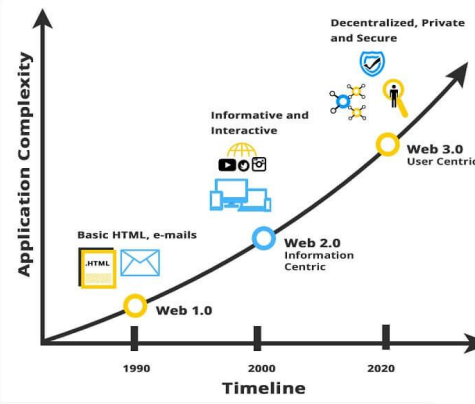 Decentralized, Private
and Secure
Informative and
Interactive
Web 3.0
User Centric
Basic HTML, e-mails
.HTML
Web 2.0
Information
Centric
Web 1.0
Application Complexity
1990
2000
2020
Timeline